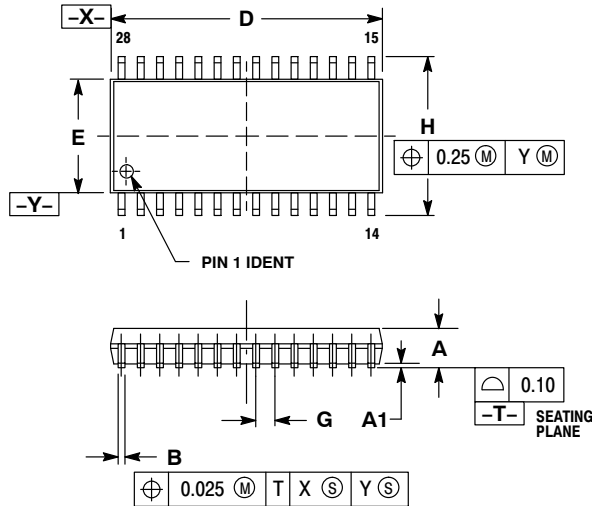 –X–
D
28
15
E
H
⌖ 0.25 Ⓜ Y Ⓜ
–Y–
1
14
PIN 1 IDENT
A
G
A1
⌓ 0.10
–T– SEATING
PLANE
B
⌖ 0.025 Ⓜ T X Ⓢ Y Ⓢ